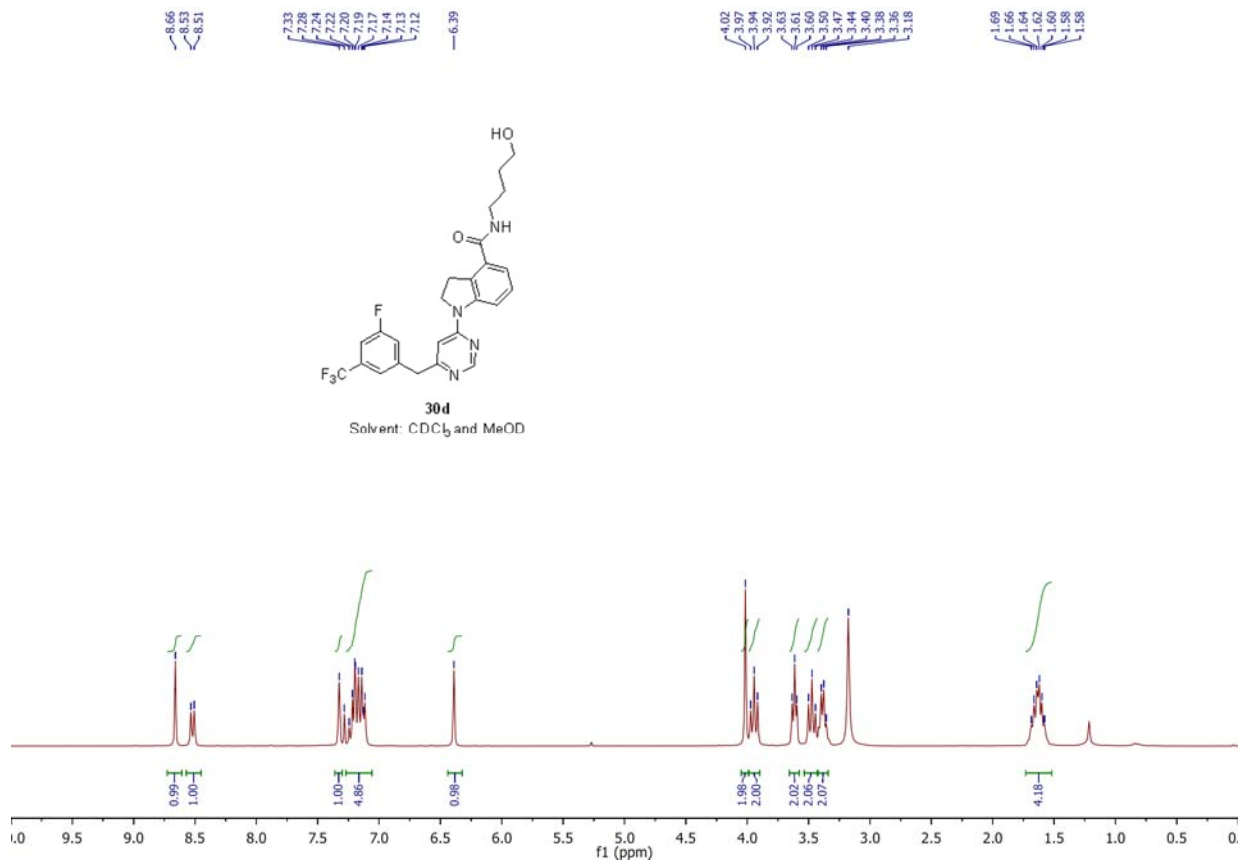 8.66 8.53 8.51 7.33 7.28 7.24 7.22 7.20 7.19 7.17 7.14 7.13 7.12 6.39 4.02 3.97 3.94 3.92 3.63 3.61 3.60 3.50 3.47 3.44 3.40 3.38 3.36 3.18 1.69 1.66 1.64 1.62 1.60 1.58 1.58
HO
NH
O
F
N
N
F3C
N
30d
Solvent: CDCl3 and MeOD
0.99 1.00 1.00 4.86 0.98 1.98 2.00 2.02 2.06 2.07 4.18
.0 9.5 9.0 8.5 8.0 7.5 7.0 6.5 6.0 5.5 5.0 4.5 4.0 3.5 3.0 2.5 2.0 1.5 1.0 0.5 0.
f1 (ppm)